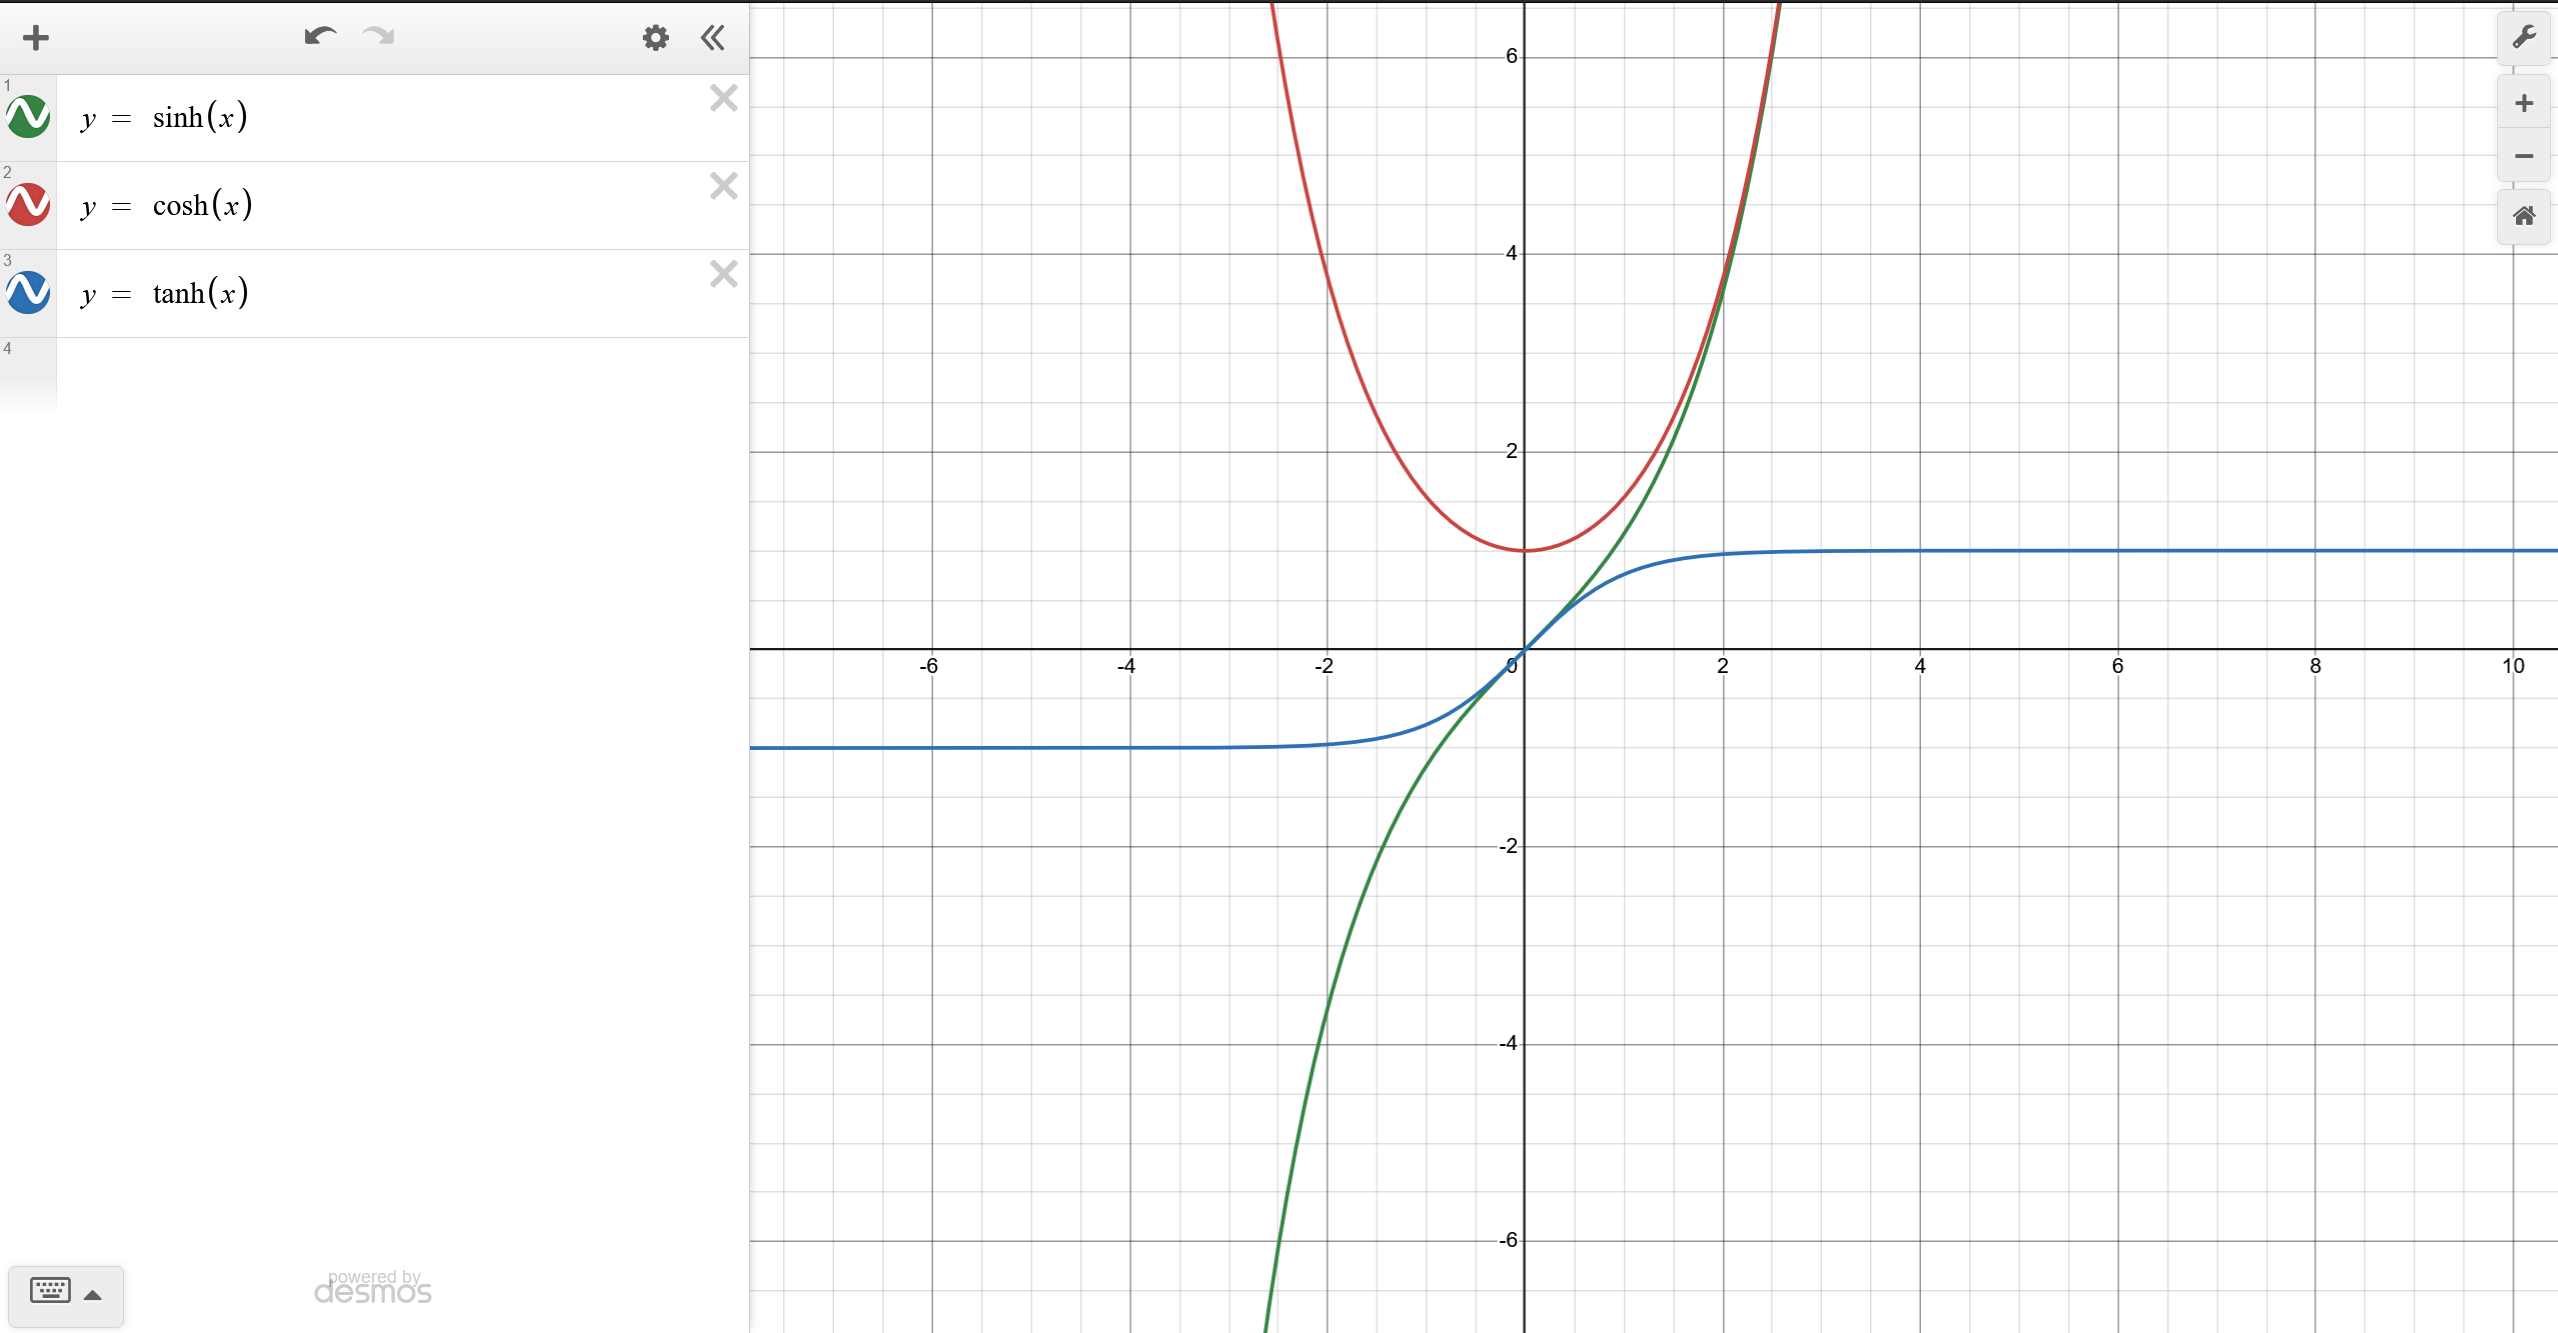 1
y = sinh(x)
2
y = cosh(x)
3
y = tanh(x)
4
powered by
desmos
6
4
2
-6 -4 -2 0 2 4 6 8 10
-2
-4
-6